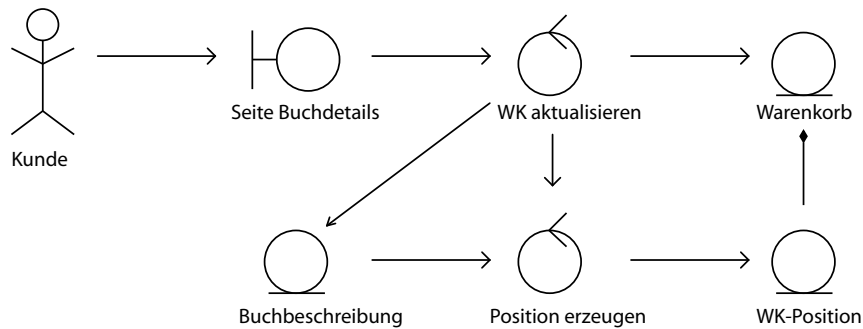 Seite Buchdetails
WK aktualisieren
Warenkorb
Kunde
Buchbeschreibung
Position erzeugen
WK-Position